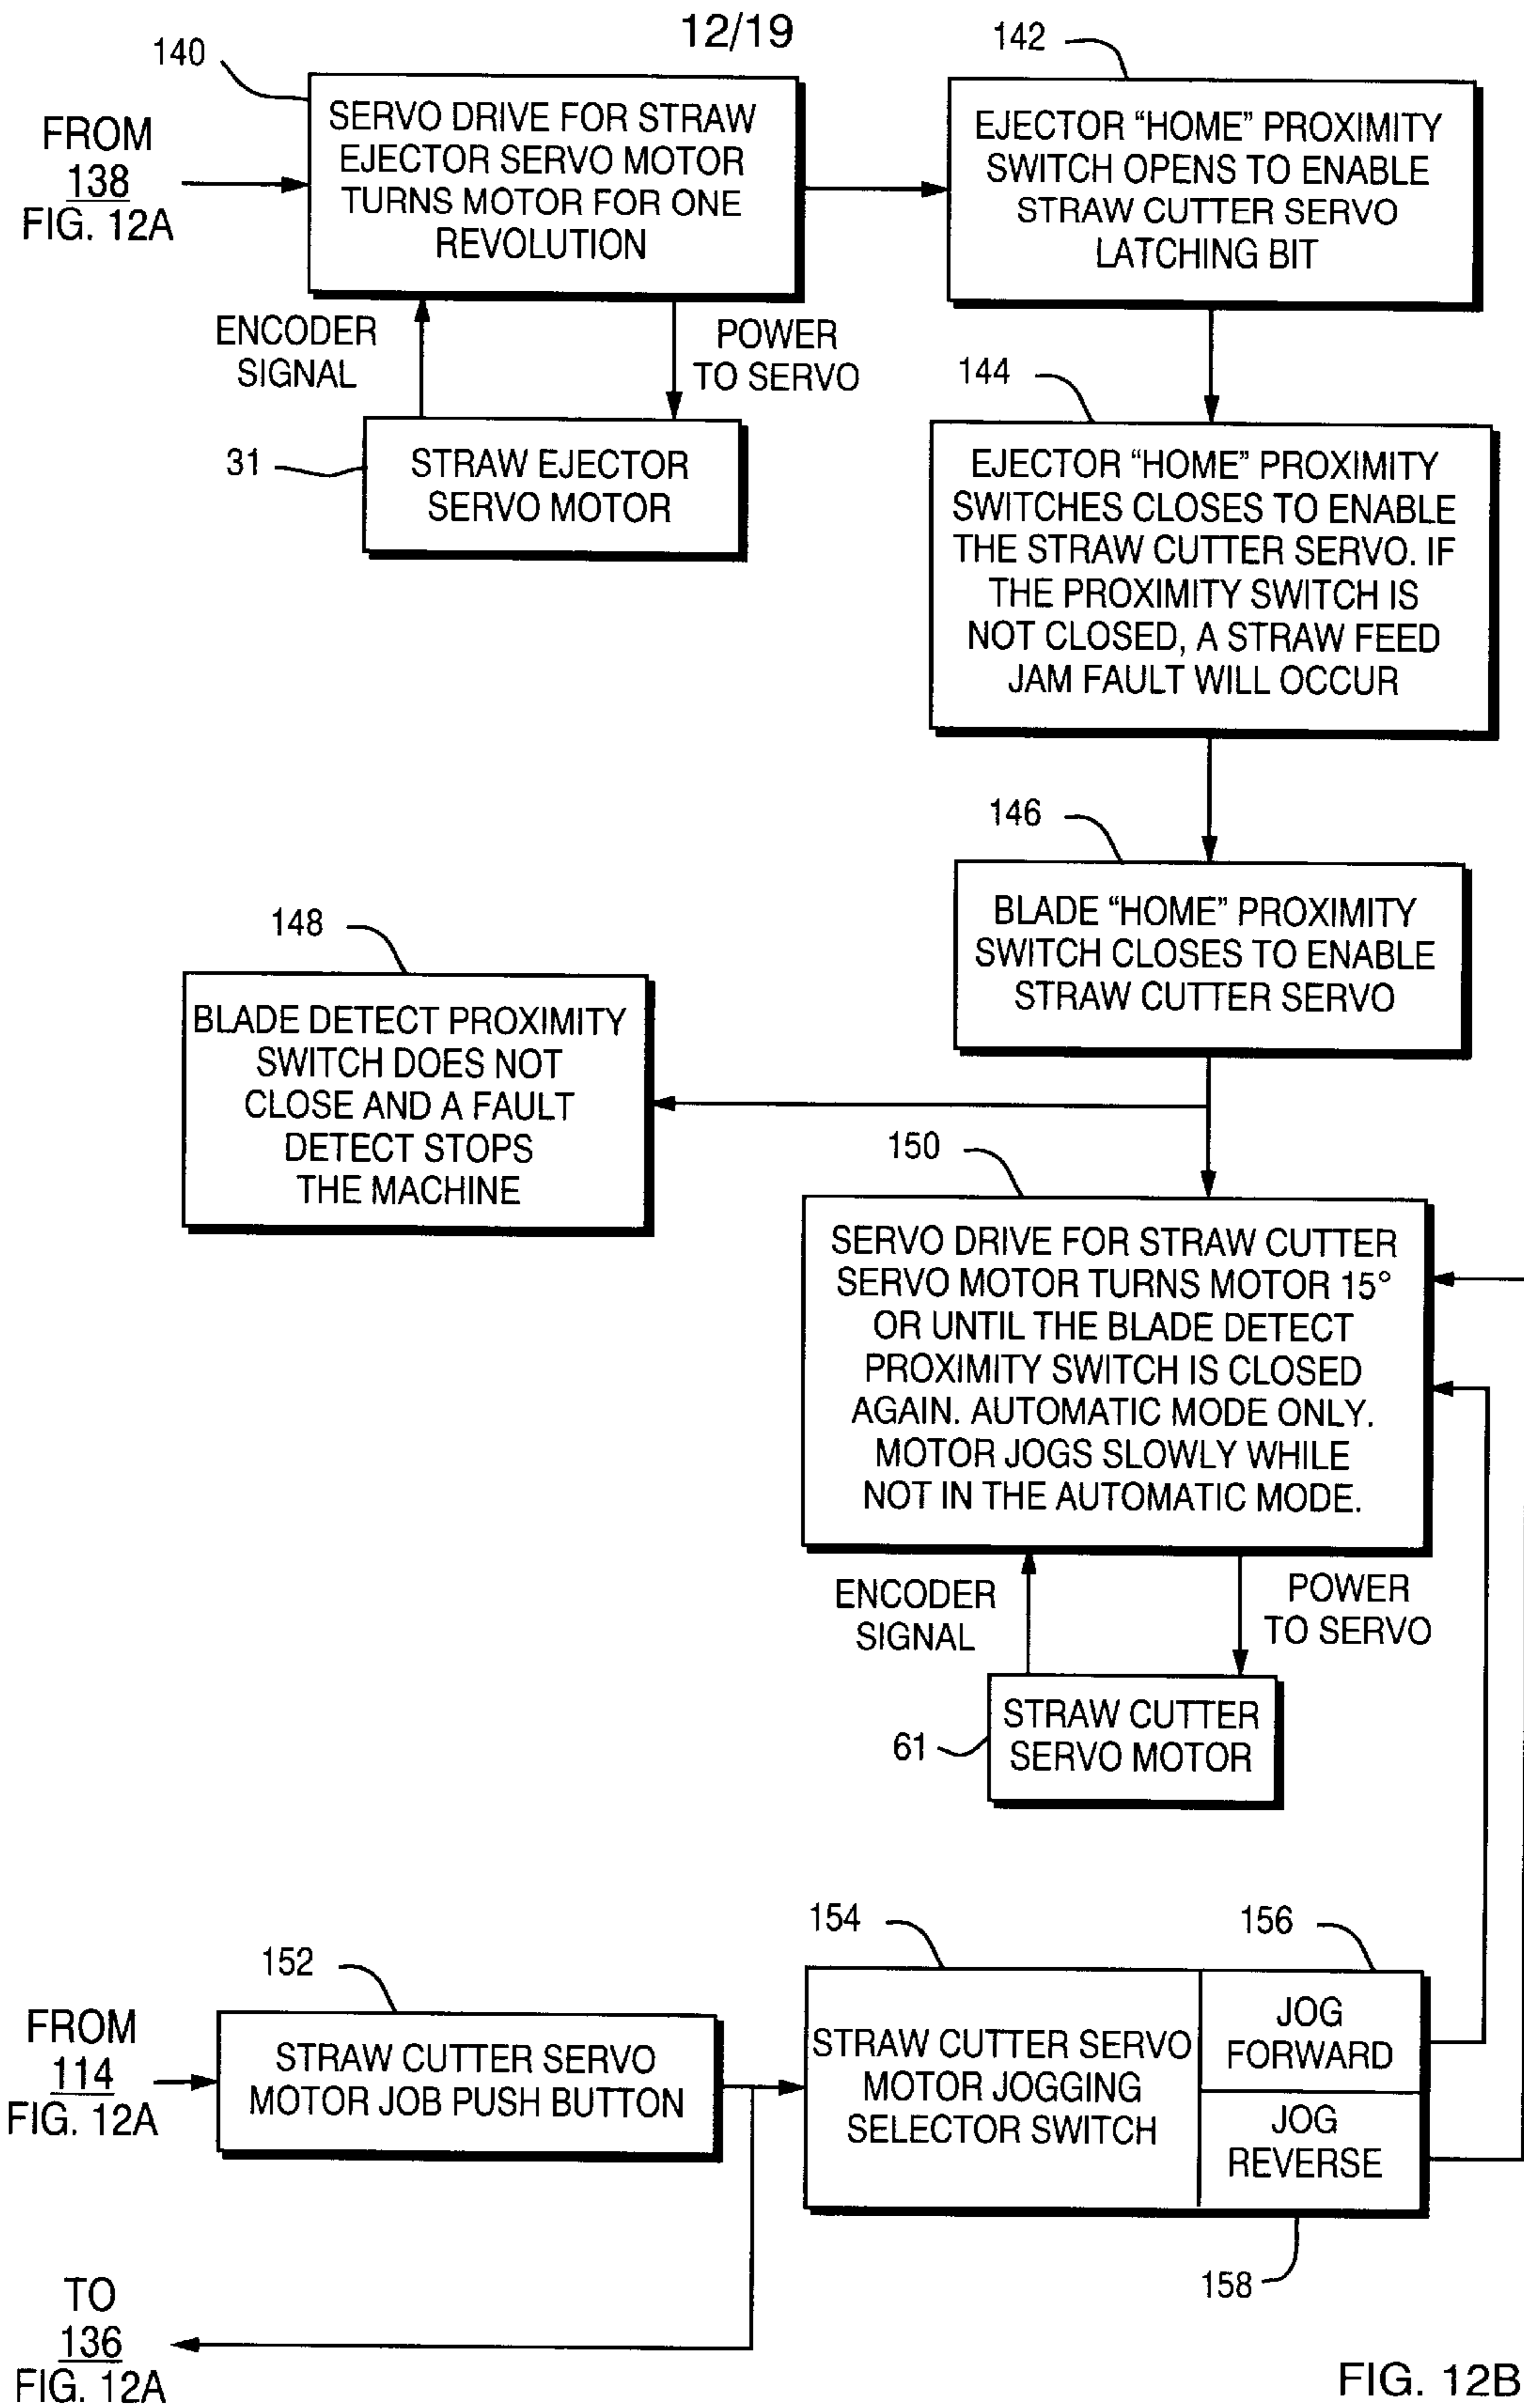 12/19
140
FROM
138
FIG. 12A
SERVO DRIVE FOR STRAW
EJECTOR SERVO MOTOR
TURNS MOTOR FOR ONE
REVOLUTION
142
EJECTOR “HOME” PROXIMITY
SWITCH OPENS TO ENABLE
STRAW CUTTER SERVO
LATCHING BIT
ENCODER
SIGNAL
POWER
TO SERVO
31
STRAW EJECTOR
SERVO MOTOR
144
EJECTOR “HOME” PROXIMITY
SWITCHES CLOSES TO ENABLE
THE STRAW CUTTER SERVO. IF
THE PROXIMITY SWITCH IS
NOT CLOSED, A STRAW FEED
JAM FAULT WILL OCCUR
146
BLADE “HOME” PROXIMITY
SWITCH CLOSES TO ENABLE
STRAW CUTTER SERVO
148
BLADE DETECT PROXIMITY
SWITCH DOES NOT
CLOSE AND A FAULT
DETECT STOPS
THE MACHINE
150
SERVO DRIVE FOR STRAW CUTTER
SERVO MOTOR TURNS MOTOR 15°
OR UNTIL THE BLADE DETECT
PROXIMITY SWITCH IS CLOSED
AGAIN. AUTOMATIC MODE ONLY.
MOTOR JOGS SLOWLY WHILE
NOT IN THE AUTOMATIC MODE.
ENCODER
SIGNAL
POWER
TO SERVO
61
STRAW CUTTER
SERVO MOTOR
152
FROM
114
FIG. 12A
STRAW CUTTER SERVO
MOTOR JOB PUSH BUTTON
154
STRAW CUTTER SERVO
MOTOR JOGGING
SELECTOR SWITCH
156
JOG
FORWARD
JOG
REVERSE
158
TO
136
FIG. 12A
FIG. 12B